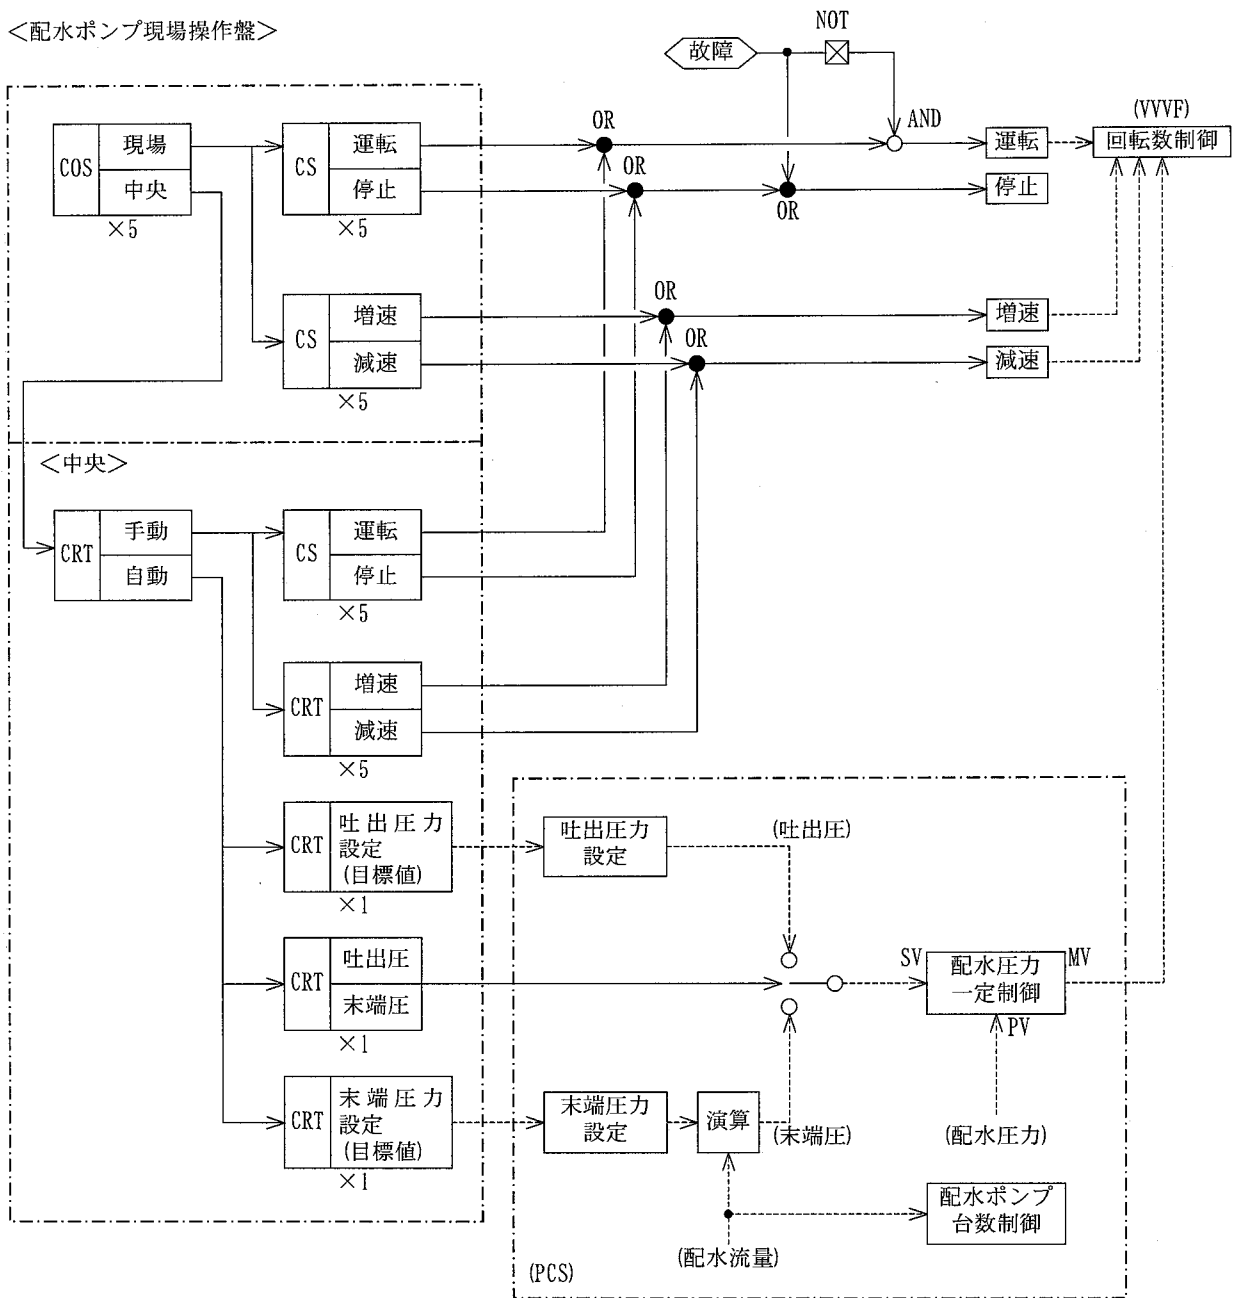 <配水ポンプ現場操作盤>
NOT
故障
COS
現場
中央
×5
CS
運転
停止
×5
OR
OR
OR
AND
運転
停止
(VVVF)
回転数制御
CS
増速
減速
×5
OR
OR
増速
減速
<中央>
CRT
手動
自動
CS
運転
停止
×5
CRT
増速
減速
×5
CRT
吐出圧力
設定
(目標値)
×1
吐出圧力
設定
(吐出圧)
CRT
吐出圧
末端圧
×1
SV
配水圧力
一定制御
MV
PV
(配水圧力)
CRT
末端圧力
設定
(目標値)
×1
末端圧力
設定
演算
(末端圧)
配水ポンプ
台数制御
(配水流量)
(PCS)